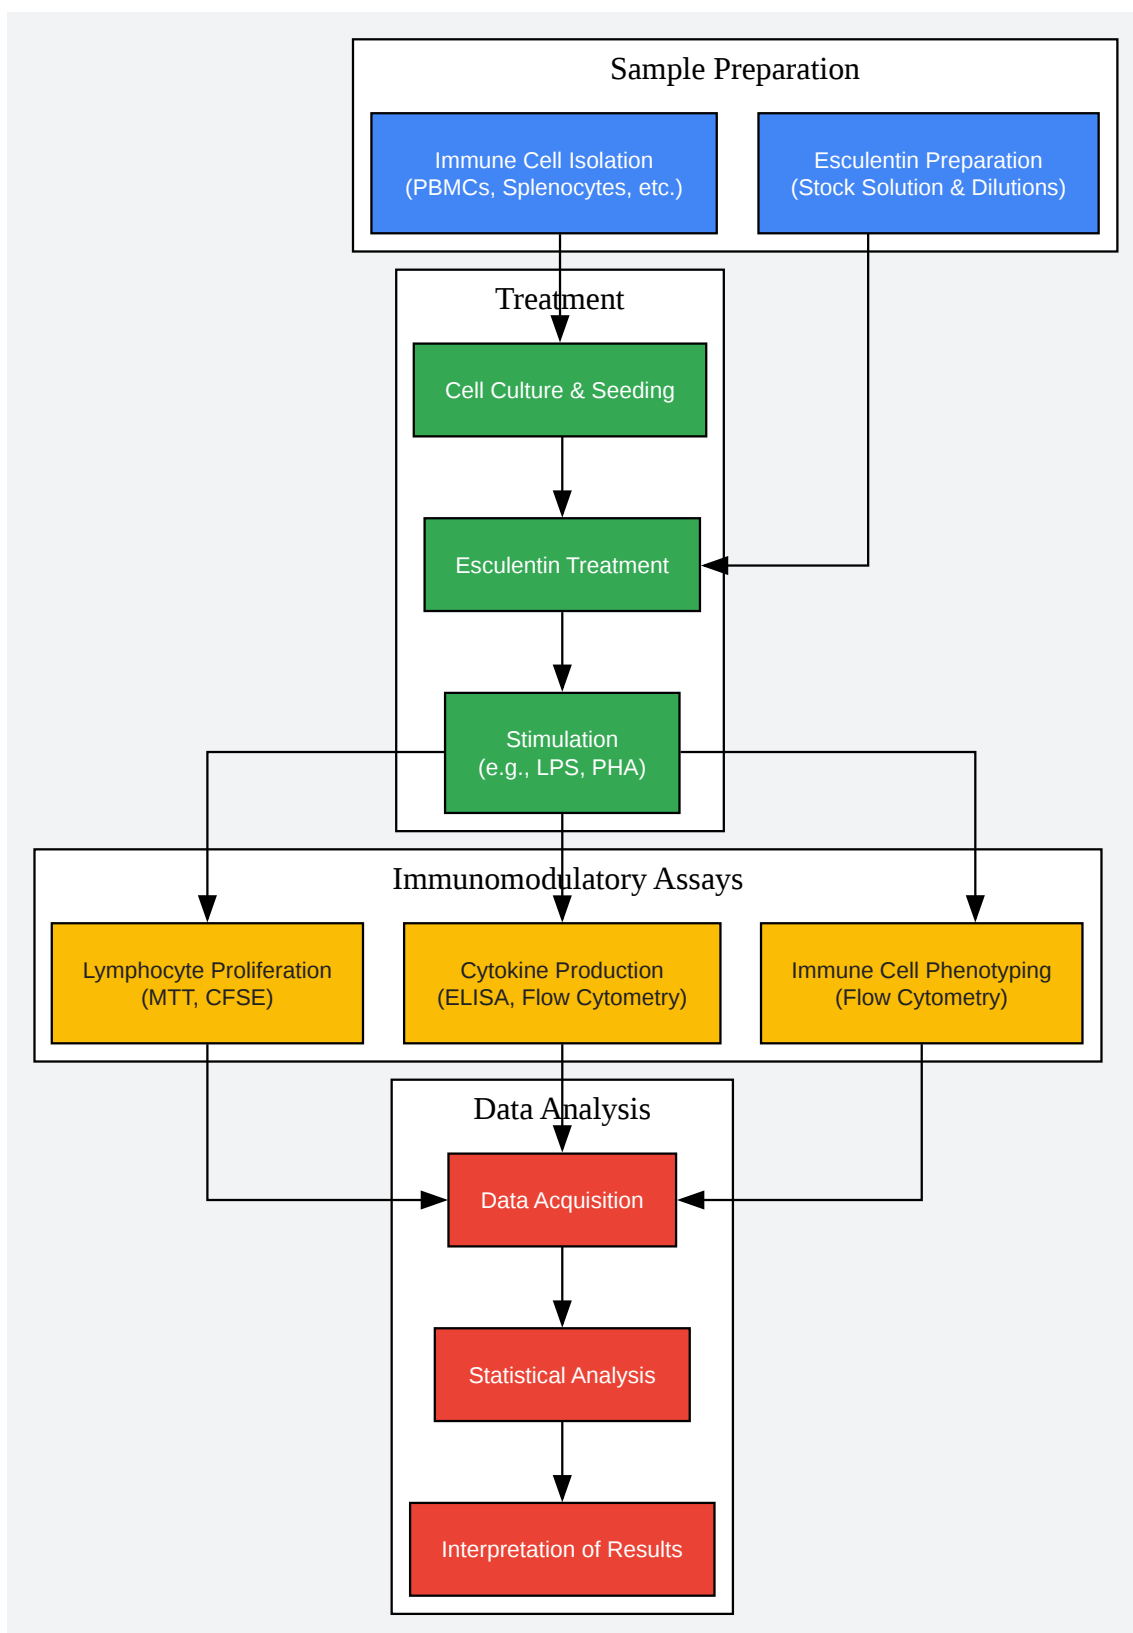 Sample Preparation
Immune Cell Isolation
(PBMCs, Splenocytes, etc.)
Esculentin Preparation
(Stock Solution & Dilutions)
Treatment
Cell Culture & Seeding
Esculentin Treatment
Stimulation
(e.g., LPS, PHA)
Immunomodulatory Assays
Lymphocyte Proliferation
(MTT, CFSE)
Cytokine Production
(ELISA, Flow Cytometry)
Immune Cell Phenotyping
(Flow Cytometry)
Data Analysis
Data Acquisition
Statistical Analysis
Interpretation of Results